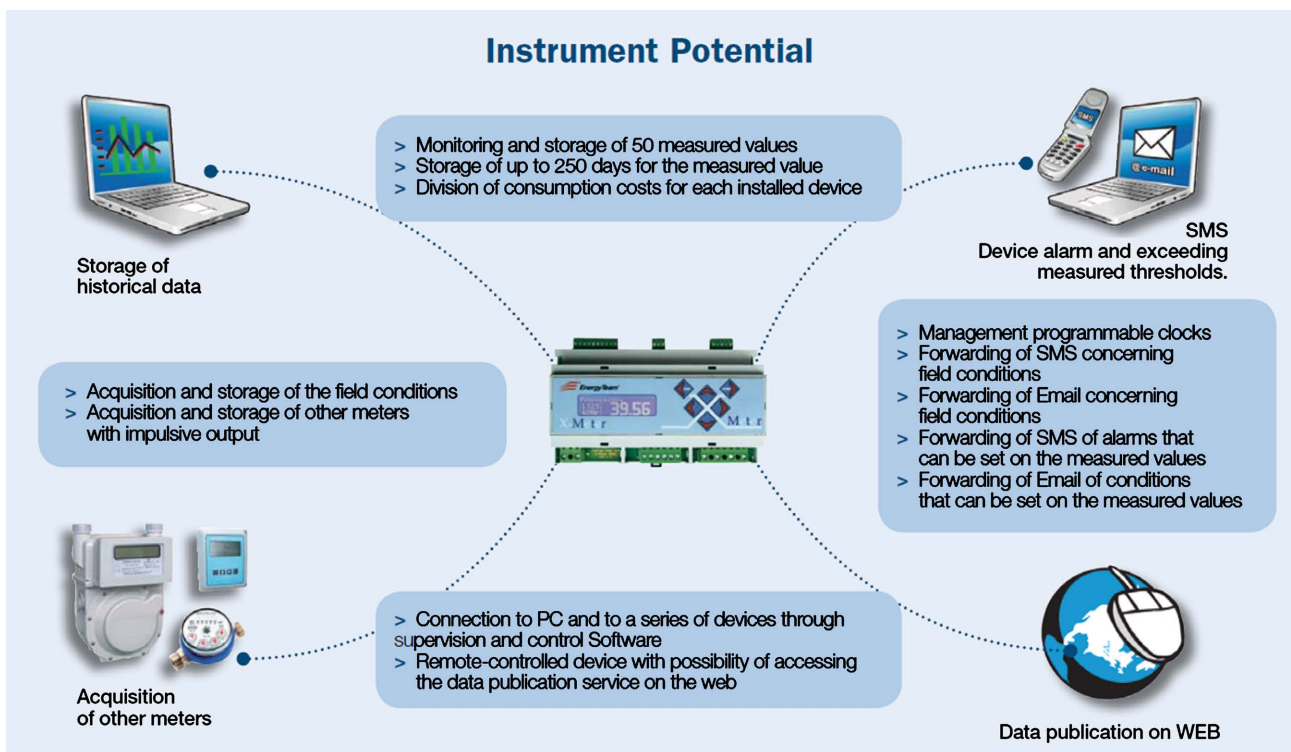 Instrument Potential
> Monitoring and storage of 50 measured values
> Storage of up to 250 days for the measured value
> Division of consumption costs for each installed device
Storage of
historical data
SMS
@ e-mail
SMS
Device alarm and exceeding
measured thresholds.
> Management programmable clocks
> Forwarding of SMS concerning
field conditions
> Forwarding of Email concerning
field conditions
> Forwarding of SMS of alarms that
can be set on the measured values
> Forwarding of Email of conditions
that can be set on the measured values
> Acquisition and storage of the field conditions
> Acquisition and storage of other meters
with impulsive output
EnergyTeam
39.56
X-Mtr
Mtr
> Connection to PC and to a series of devices through
supervision and control Software
> Remote-controlled device with possibility of accessing
the data publication service on the web
Acquisition
of other meters
Data publication on WEB